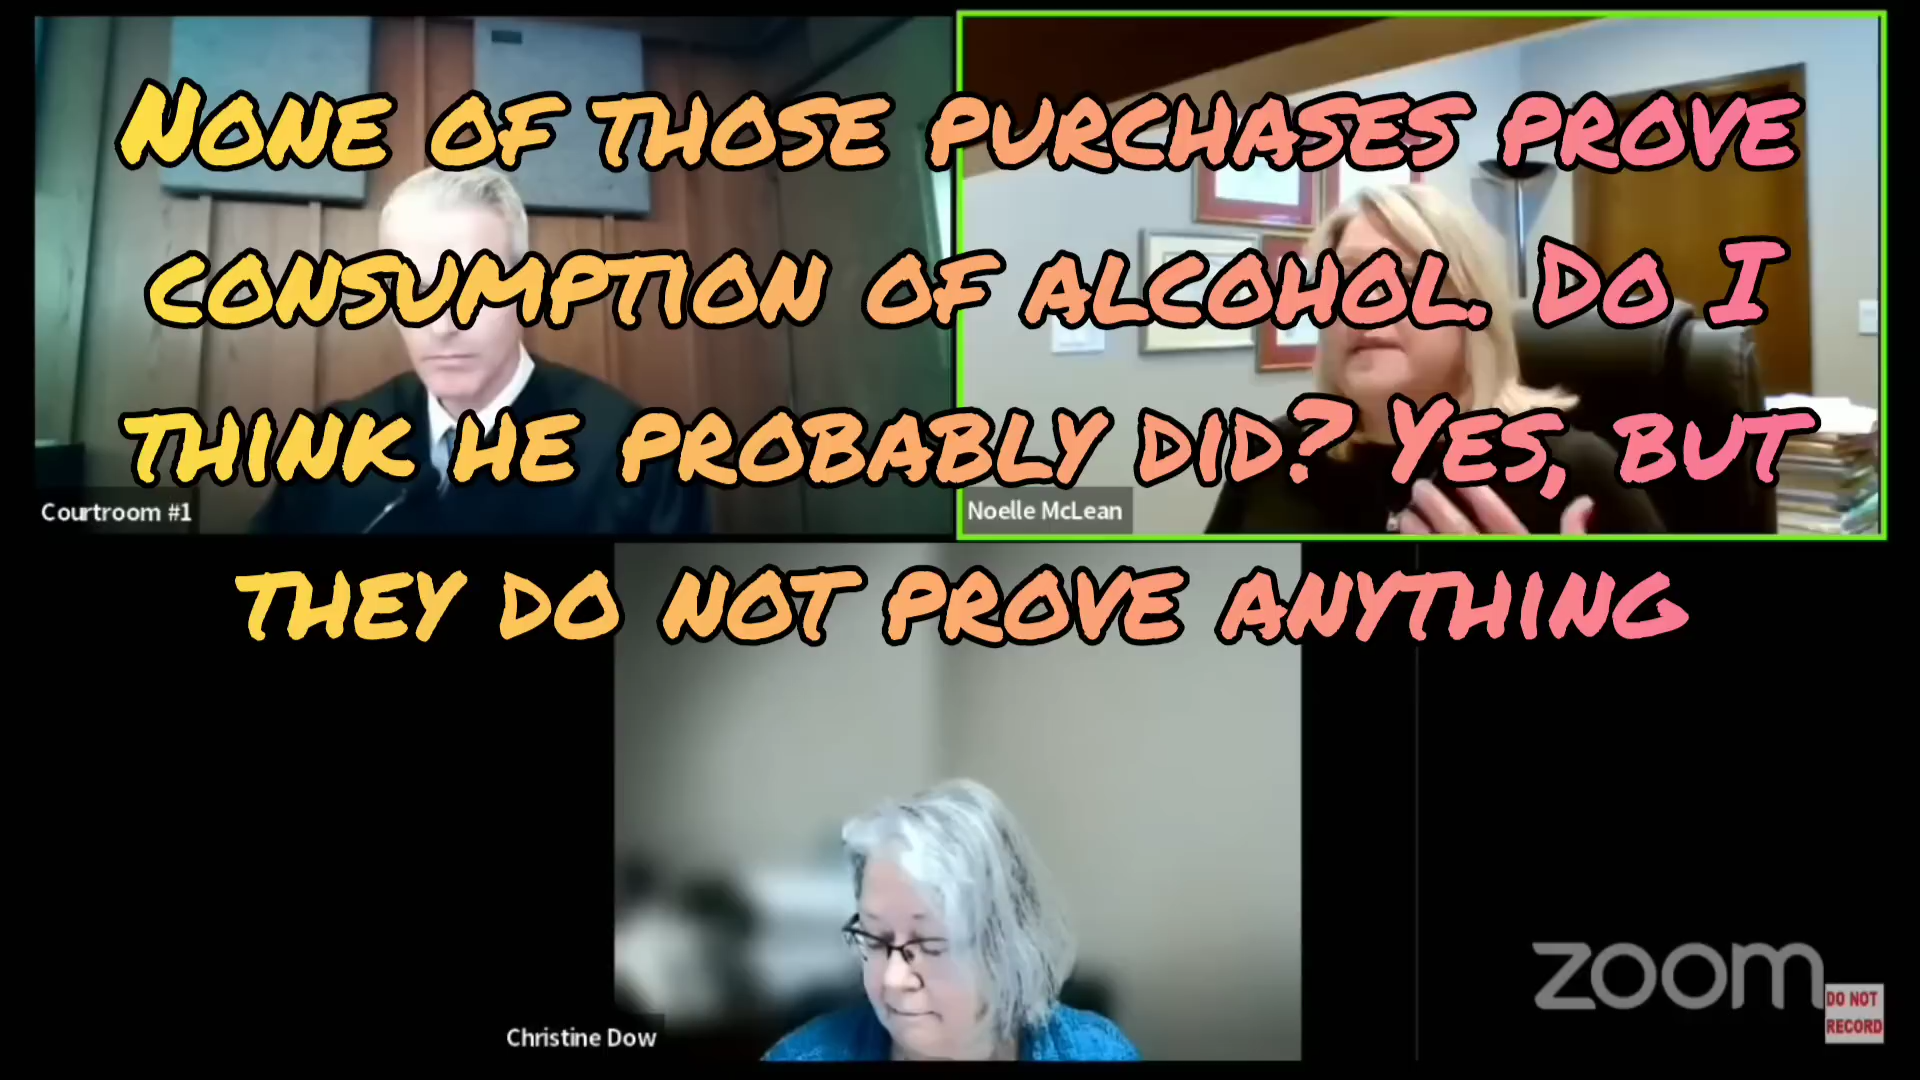 None of those purchases prove
consumption of alcohol. Do I
think he probably did? Yes, but
they do not prove anything
Courtroom #1
Noelle McLean
Christine Dow
zoom
DO NOT
RECORD